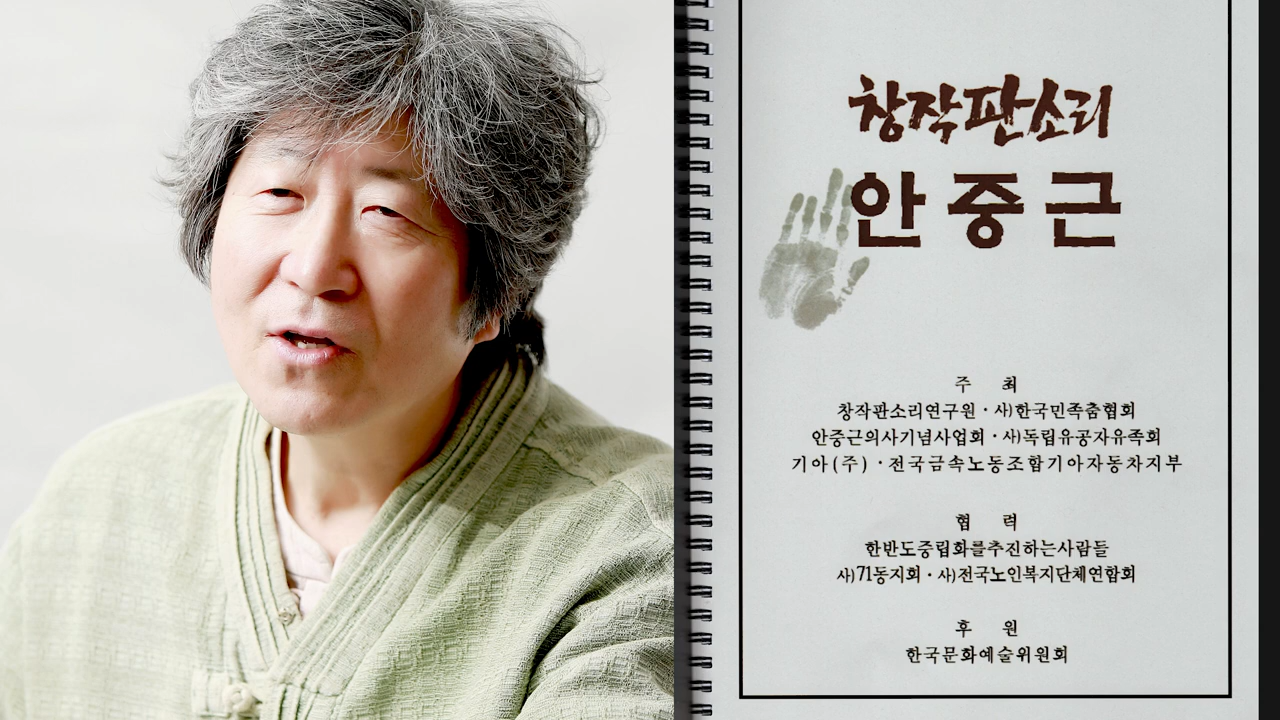 창작판소리
안중근
주 최
창작판소리연구원 · 사)한국민족춤협회
안중근의사기념사업회 · 사)독립유공자유족회
기아(주) · 전국금속노동조합기아자동차지부
협 력
한반도중립화를추진하는사람들
사)71동지회 · 사)전국노인복지단체연합회
후 원
한국문화예술위원회